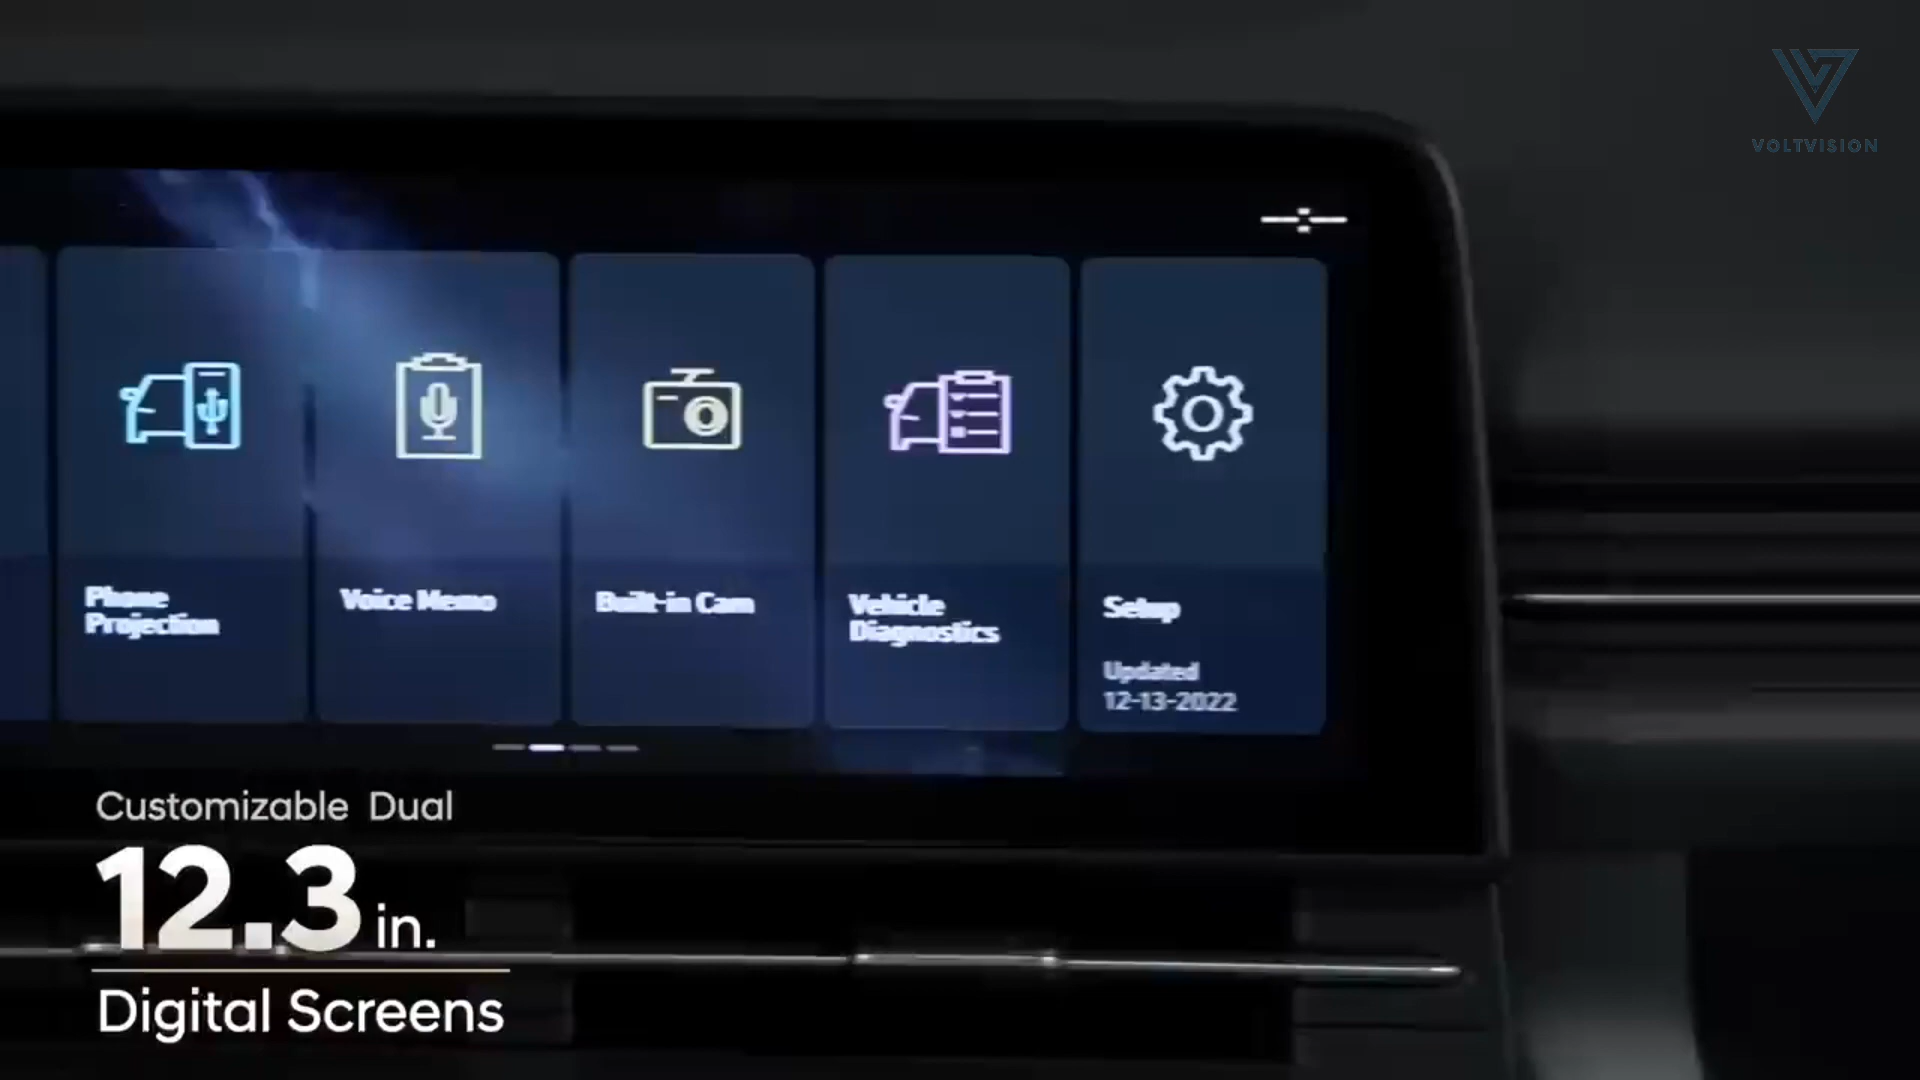 VOLTVISION
Phone
Projection
Voice Memo
Built-in Cam
Vehicle
Diagnostics
Setup
Updated
12-13-2022
Customizable Dual
12.3 in.
Digital Screens